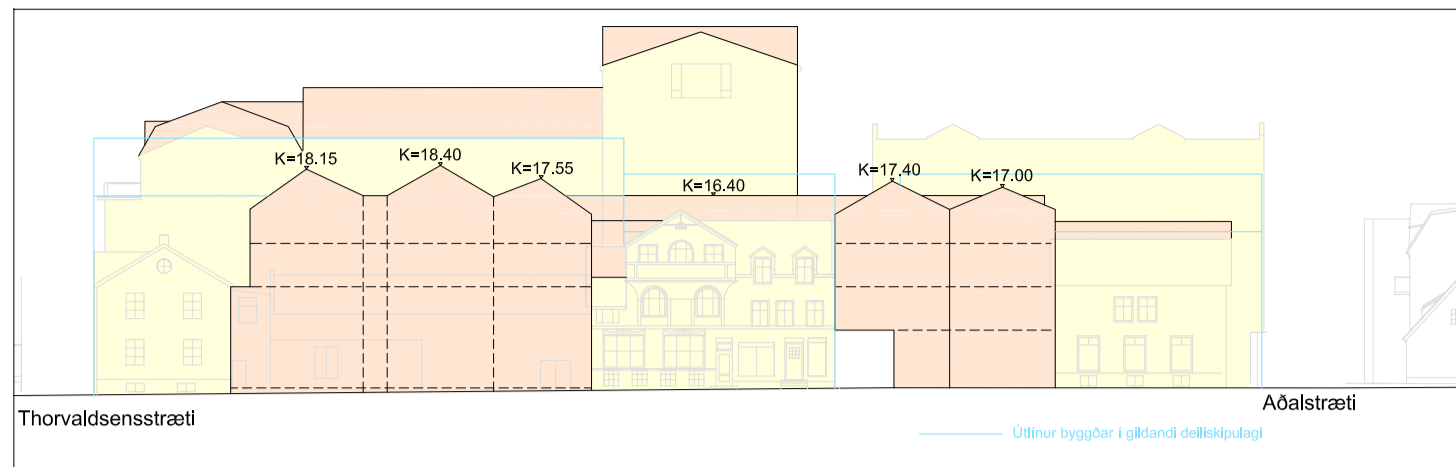 K=18.15
K=18.40
K=17.55
K=16.40
K=17.40
K=17.00
Thorvaldsensstræti
Aðalstræti
Útlínur byggðar í gildandi deiliskipulagi